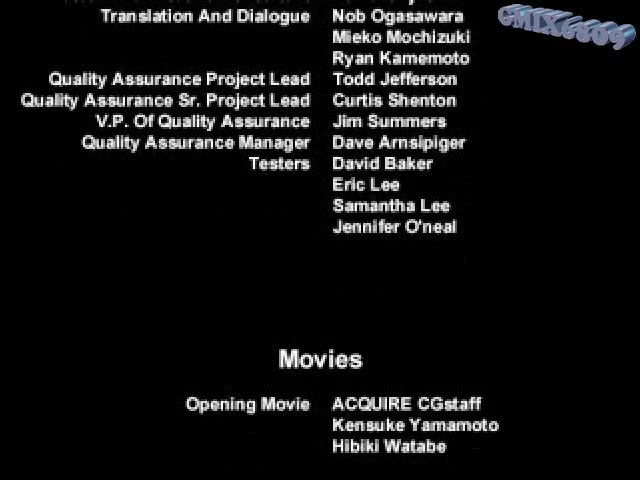 GMIX6809
Translation And Dialogue Nob Ogasawara
Mieko Mochizuki
Ryan Kamemoto
Quality Assurance Project Lead Todd Jefferson
Quality Assurance Sr. Project Lead Curtis Shenton
V.P. Of Quality Assurance Jim Summers
Quality Assurance Manager Dave Arnsipiger
Testers David Baker
Eric Lee
Samantha Lee
Jennifer O'neal
Movies
Opening Movie ACQUIRE CGstaff
Kensuke Yamamoto
Hibiki Watabe